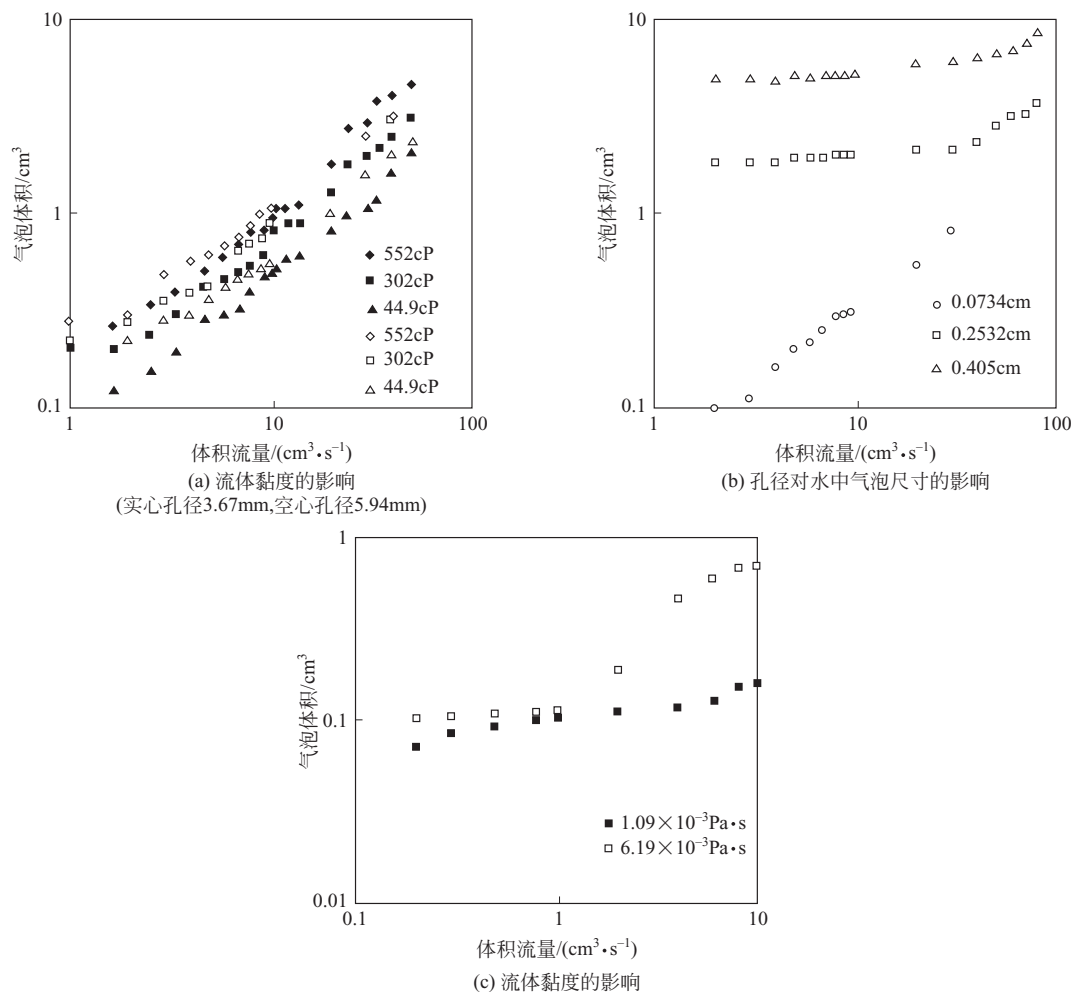 10
1
0.1
气泡体积/cm³
552cP
302cP
44.9cP
552cP
302cP
44.9cP
1
10
100
体积流量/(cm³•s⁻¹)
(a) 流体黏度的影响
(实心孔径3.67mm,空心孔径5.94mm)
10
1
0.1
气泡体积/cm³
0.0734cm
0.2532cm
0.405cm
1
10
100
体积流量/(cm³•s⁻¹)
(b) 孔径对水中气泡尺寸的影响
1
0.1
0.01
气泡体积/cm³
1.09×10⁻³Pa•s
6.19×10⁻³Pa•s
0.1
1
10
体积流量/(cm³•s⁻¹)
(c) 流体黏度的影响